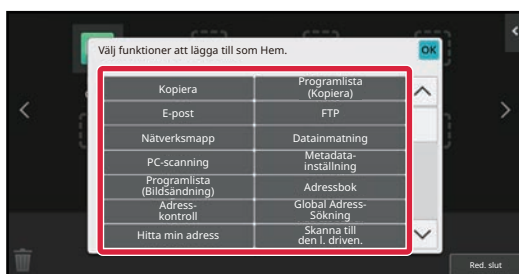 Välj funktioner att lägga till som Hem.
OK
Kopiera
Programlista
(Kopiera)
E-post
FTP
Nätverksmapp
Datainmatning
PC-scanning
Metadata-
inställning
Programlista
(Bildsändning)
Adressbok
Adress-
kontroll
Global Adress-
Sökning
Hitta min adress
Skanna till
den l. driven.
Red. slut